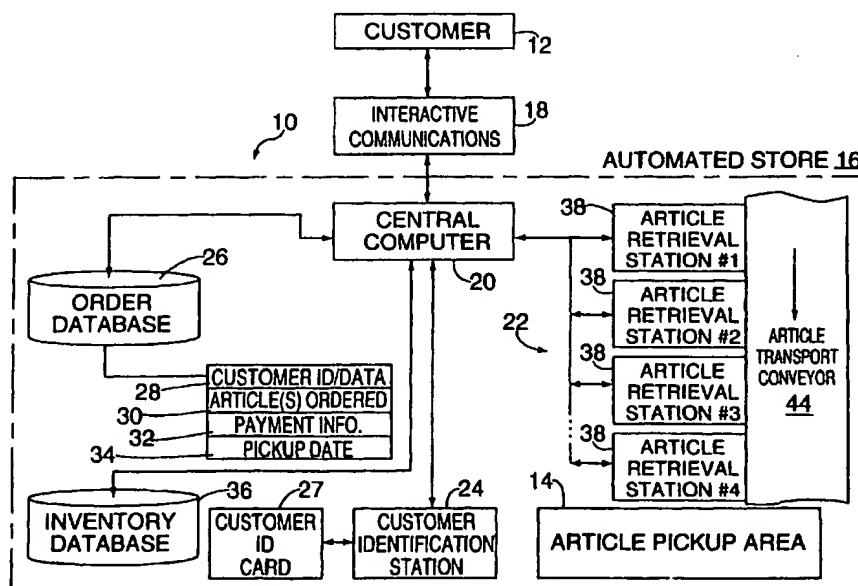 CUSTOMER
12
INTERACTIVE
COMMUNICATIONS
18
10
AUTOMATED STORE 16
CENTRAL
COMPUTER
20
26
ORDER
DATABASE
38
ARTICLE
RETRIEVAL
STATION #1
38
ARTICLE
RETRIEVAL
STATION #2
22
38
ARTICLE
RETRIEVAL
STATION #3
38
ARTICLE
RETRIEVAL
STATION #4
ARTICLE
TRANSPORT
CONVEYOR
44
28
CUSTOMER ID/DATA
30
ARTICLE(S) ORDERED
32
PAYMENT INFO.
34
PICKUP DATE
36
INVENTORY
DATABASE
27
CUSTOMER
ID
CARD
24
CUSTOMER
IDENTIFICATION
STATION
14
ARTICLE PICKUP AREA